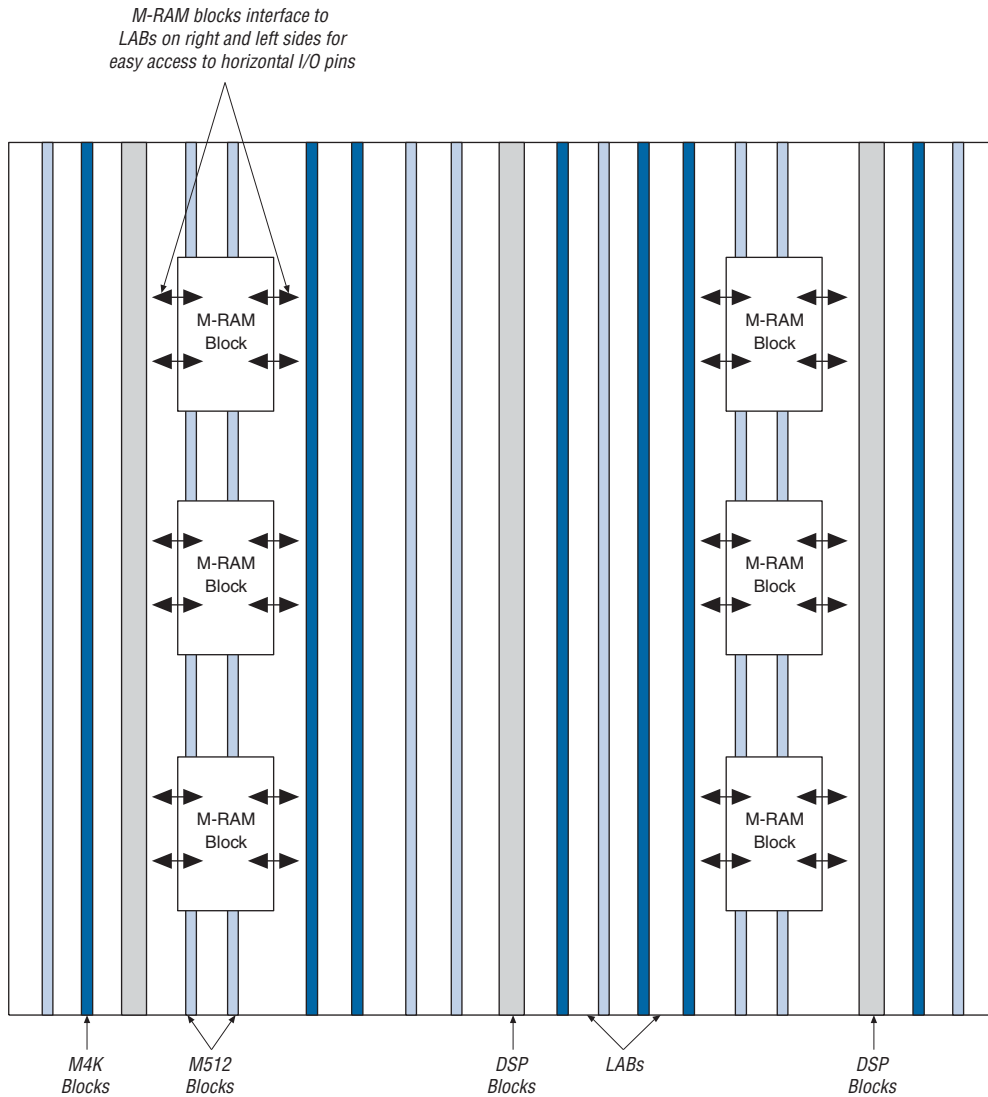 M-RAM blocks interface to
LABs on right and left sides for
easy access to horizontal I/O pins
M-RAM
Block
M-RAM
Block
M-RAM
Block
M-RAM
Block
M-RAM
Block
M-RAM
Block
M4K
Blocks
M512
Blocks
DSP
Blocks
LABs
DSP
Blocks